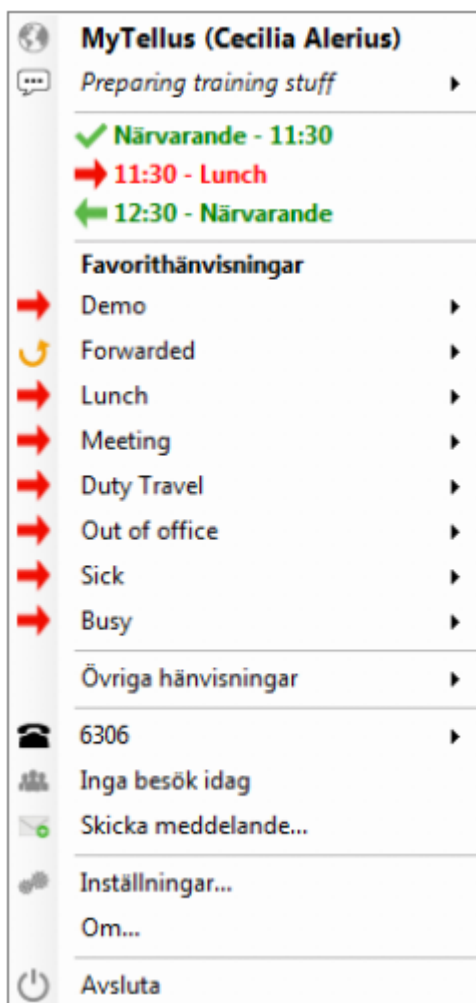 MyTellus (Cecilia Alerius)
Preparing training stuff
Närvarande - 11:30
11:30 - Lunch
12:30 - Närvarande
Favorithänvisningar
Demo
Forwarded
Lunch
Meeting
Duty Travel
Out of office
Sick
Busy
Övriga hänvisningar
6306
Inga besök idag
Skicka meddelande...
Inställningar...
Om...
Avsluta